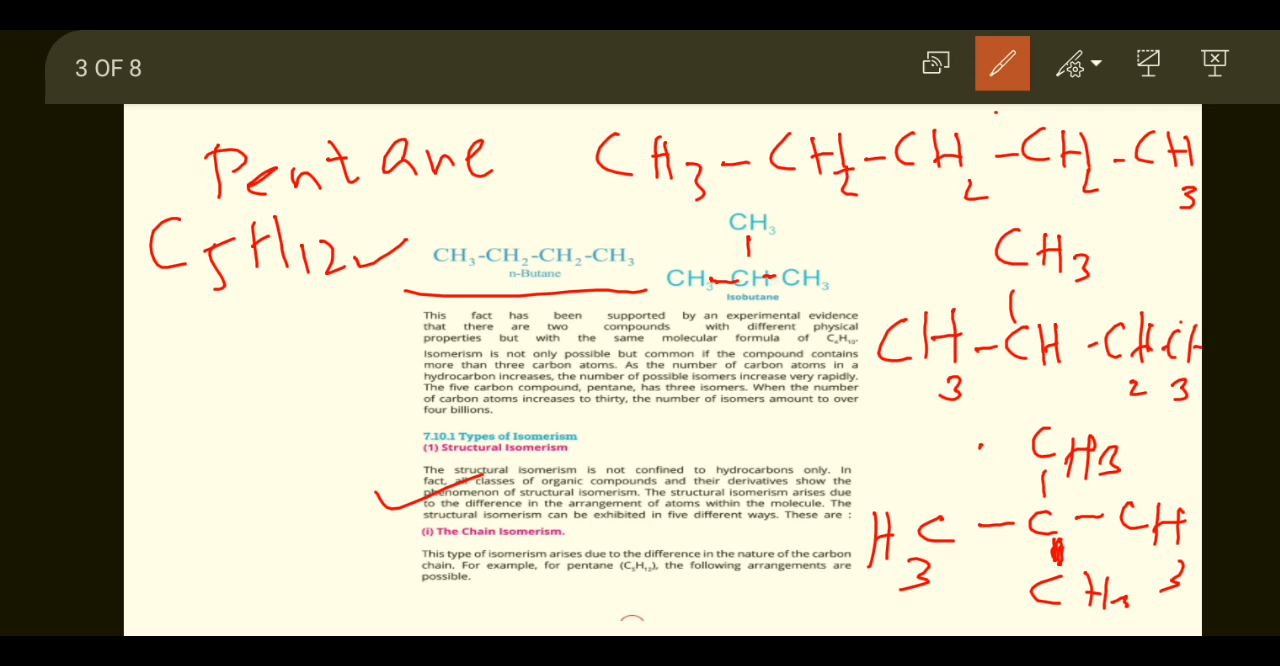 3 OF 8
Pentane CH3-CH2-CH2-CH2-CH3
C5H12
CH3
CH3-CH2-CH2-CH3
n-Butane
CH3-CH-CH3
Isobutane
This fact has been supported by an experimental evidence
that there are two compounds with different physical
properties but with the same molecular formula of C4H10.
Isomerism is not only possible but common if the compound contains
more than three carbon atoms. As the number of carbon atoms in a
hydrocarbon increases, the number of possible isomers increase very rapidly.
The five carbon compound, pentane, has three isomers. When the number
of carbon atoms increases to thirty, the number of isomers amount to over
four billions.
CH3
CH3-CH-CH2CH3
7.10.1 Types of Isomerism
(1) Structural Isomerism
The structural isomerism is not confined to hydrocarbons only. In
fact, all classes of organic compounds and their derivatives show the
phenomenon of structural isomerism. The structural isomerism arises due
to the difference in the arrangement of atoms within the molecule. The
structural isomerism can be exhibited in five different ways. These are :
(i) The Chain Isomerism.
This type of isomerism arises due to the difference in the nature of the carbon
chain. For example, for pentane (C5H12), the following arrangements are
possible.
CH3
H3C-C-CH3
CH3